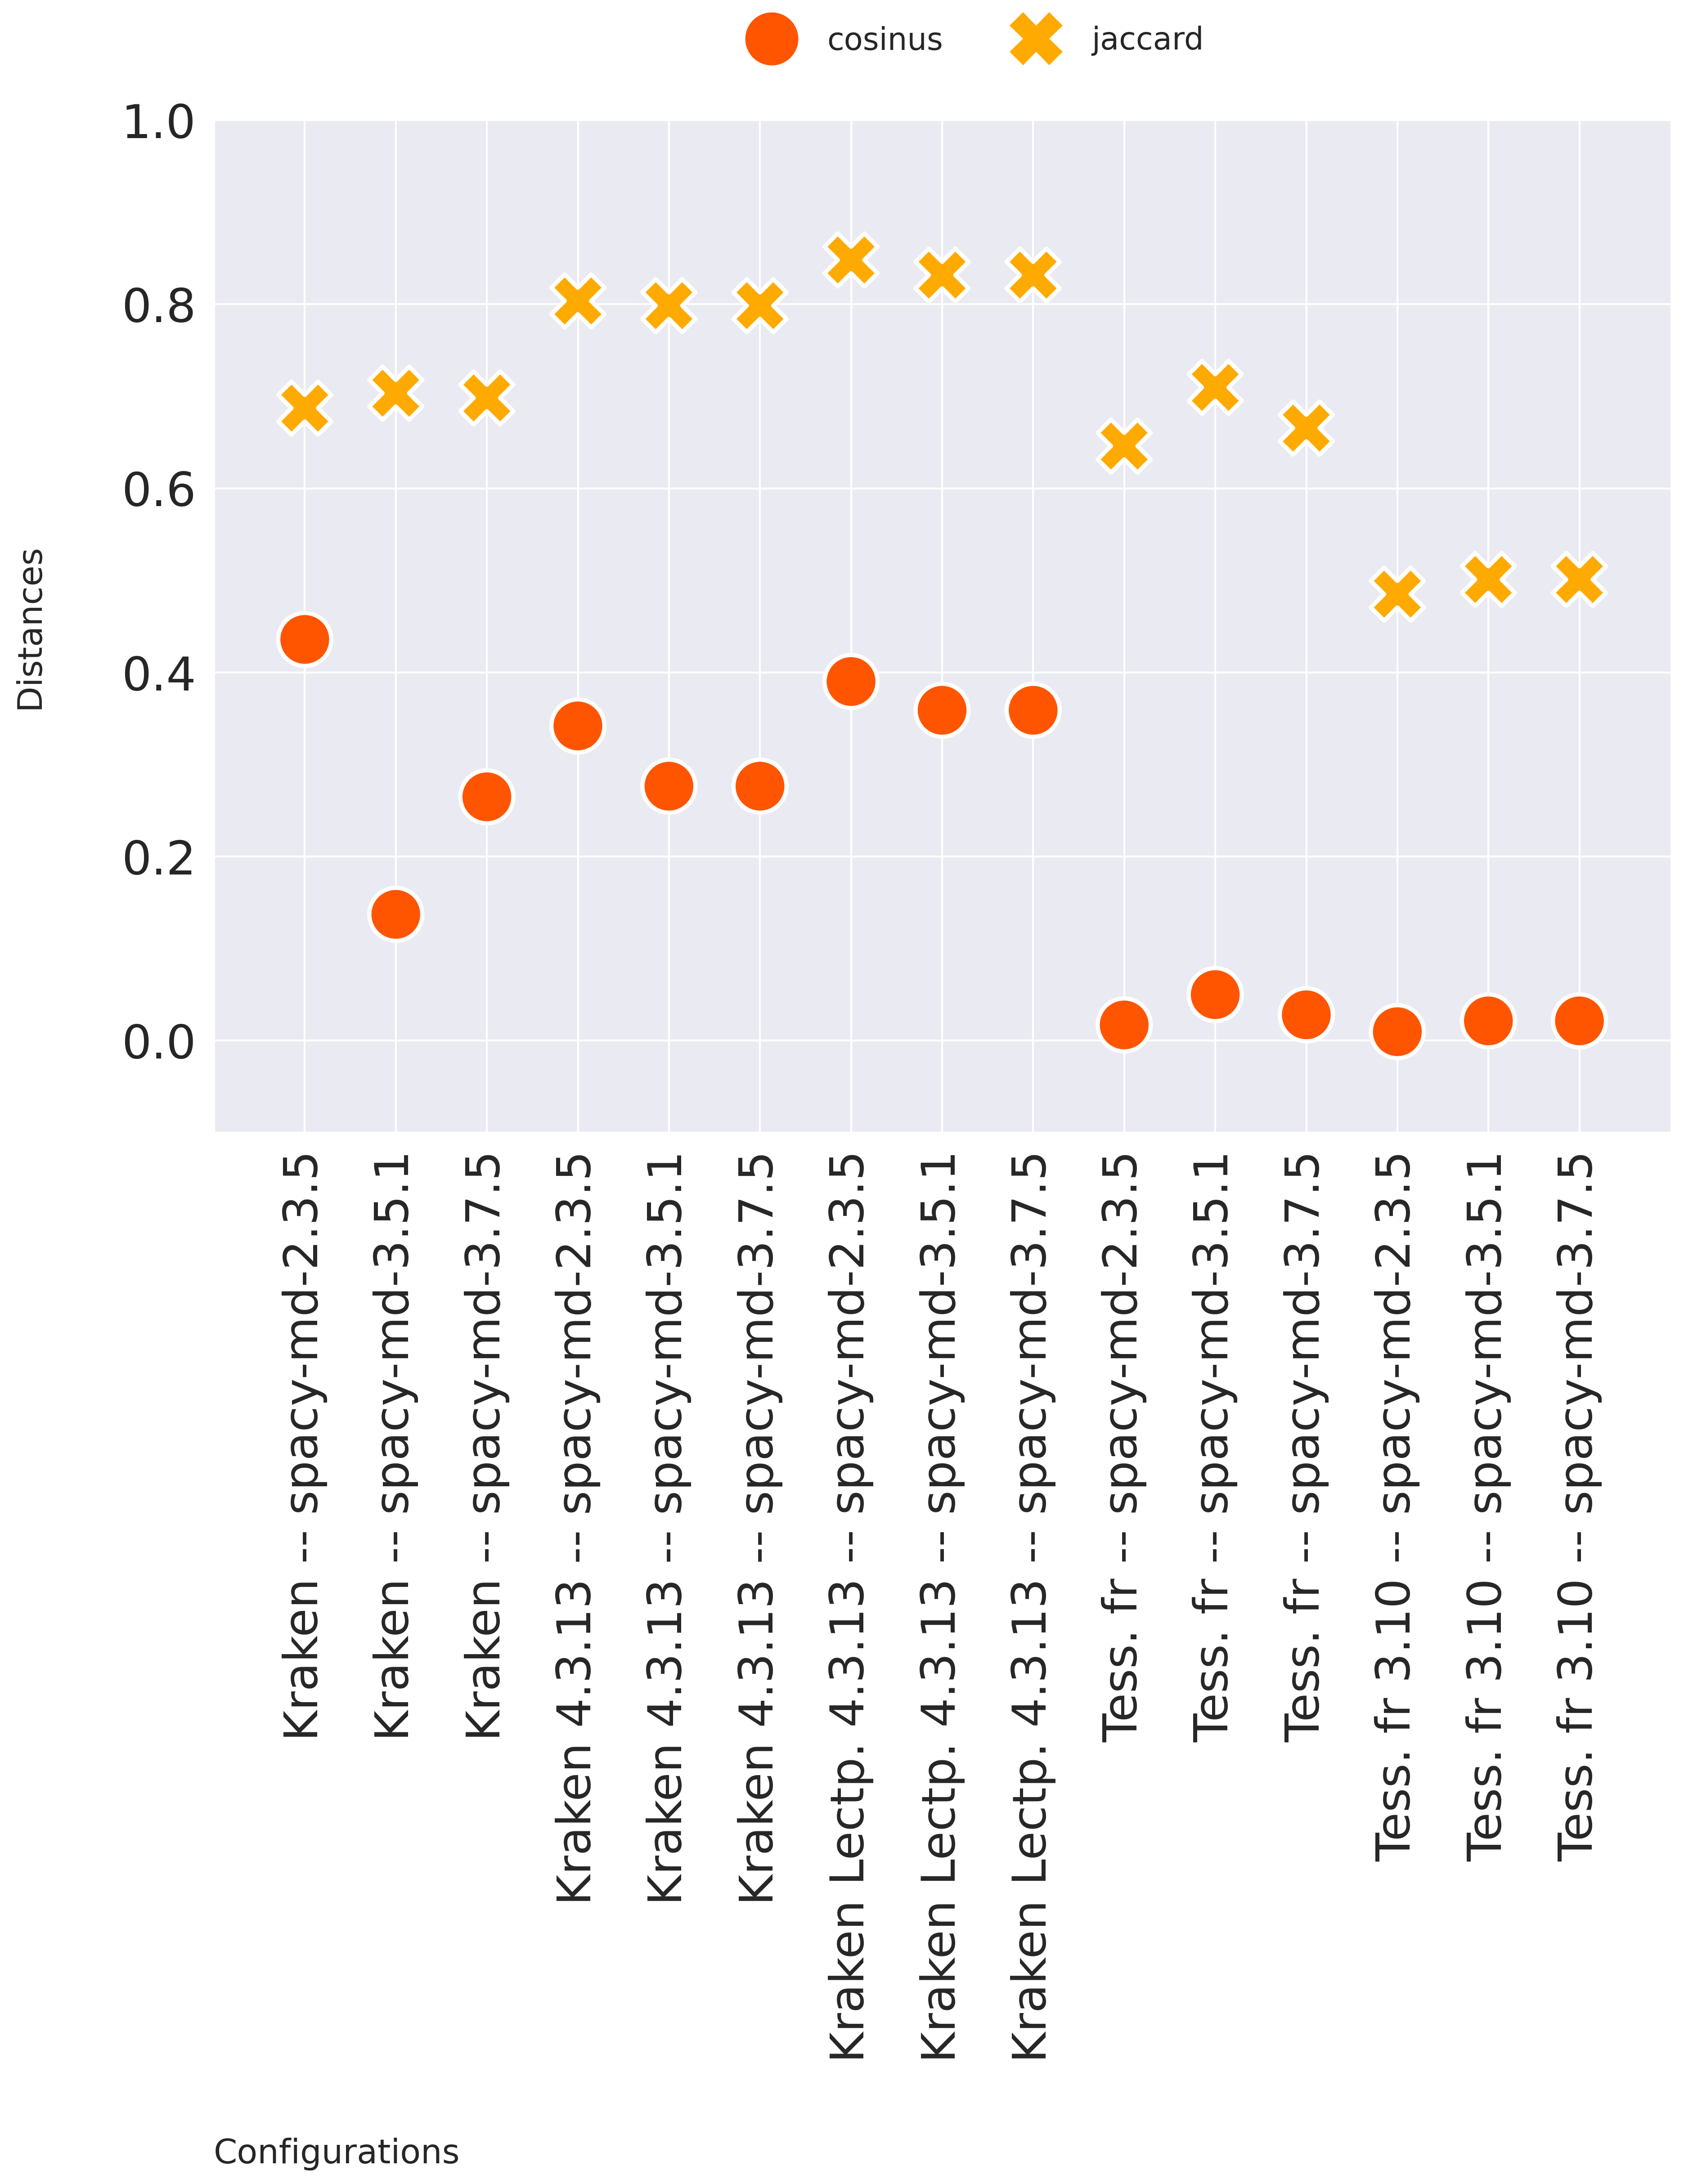 cosinus jaccard
1.0
0.8
0.6
0.4
0.2
0.0
Distances
Kraken -- spacy-md-2.3.5
Kraken -- spacy-md-3.5.1
Kraken -- spacy-md-3.7.5
Kraken 4.3.13 -- spacy-md-2.3.5
Kraken 4.3.13 -- spacy-md-3.5.1
Kraken 4.3.13 -- spacy-md-3.7.5
Kraken Lectp. 4.3.13 -- spacy-md-2.3.5
Kraken Lectp. 4.3.13 -- spacy-md-3.5.1
Kraken Lectp. 4.3.13 -- spacy-md-3.7.5
Tess. fr -- spacy-md-2.3.5
Tess. fr -- spacy-md-3.5.1
Tess. fr -- spacy-md-3.7.5
Tess. fr 3.10 -- spacy-md-2.3.5
Tess. fr 3.10 -- spacy-md-3.5.1
Tess. fr 3.10 -- spacy-md-3.7.5
Configurations